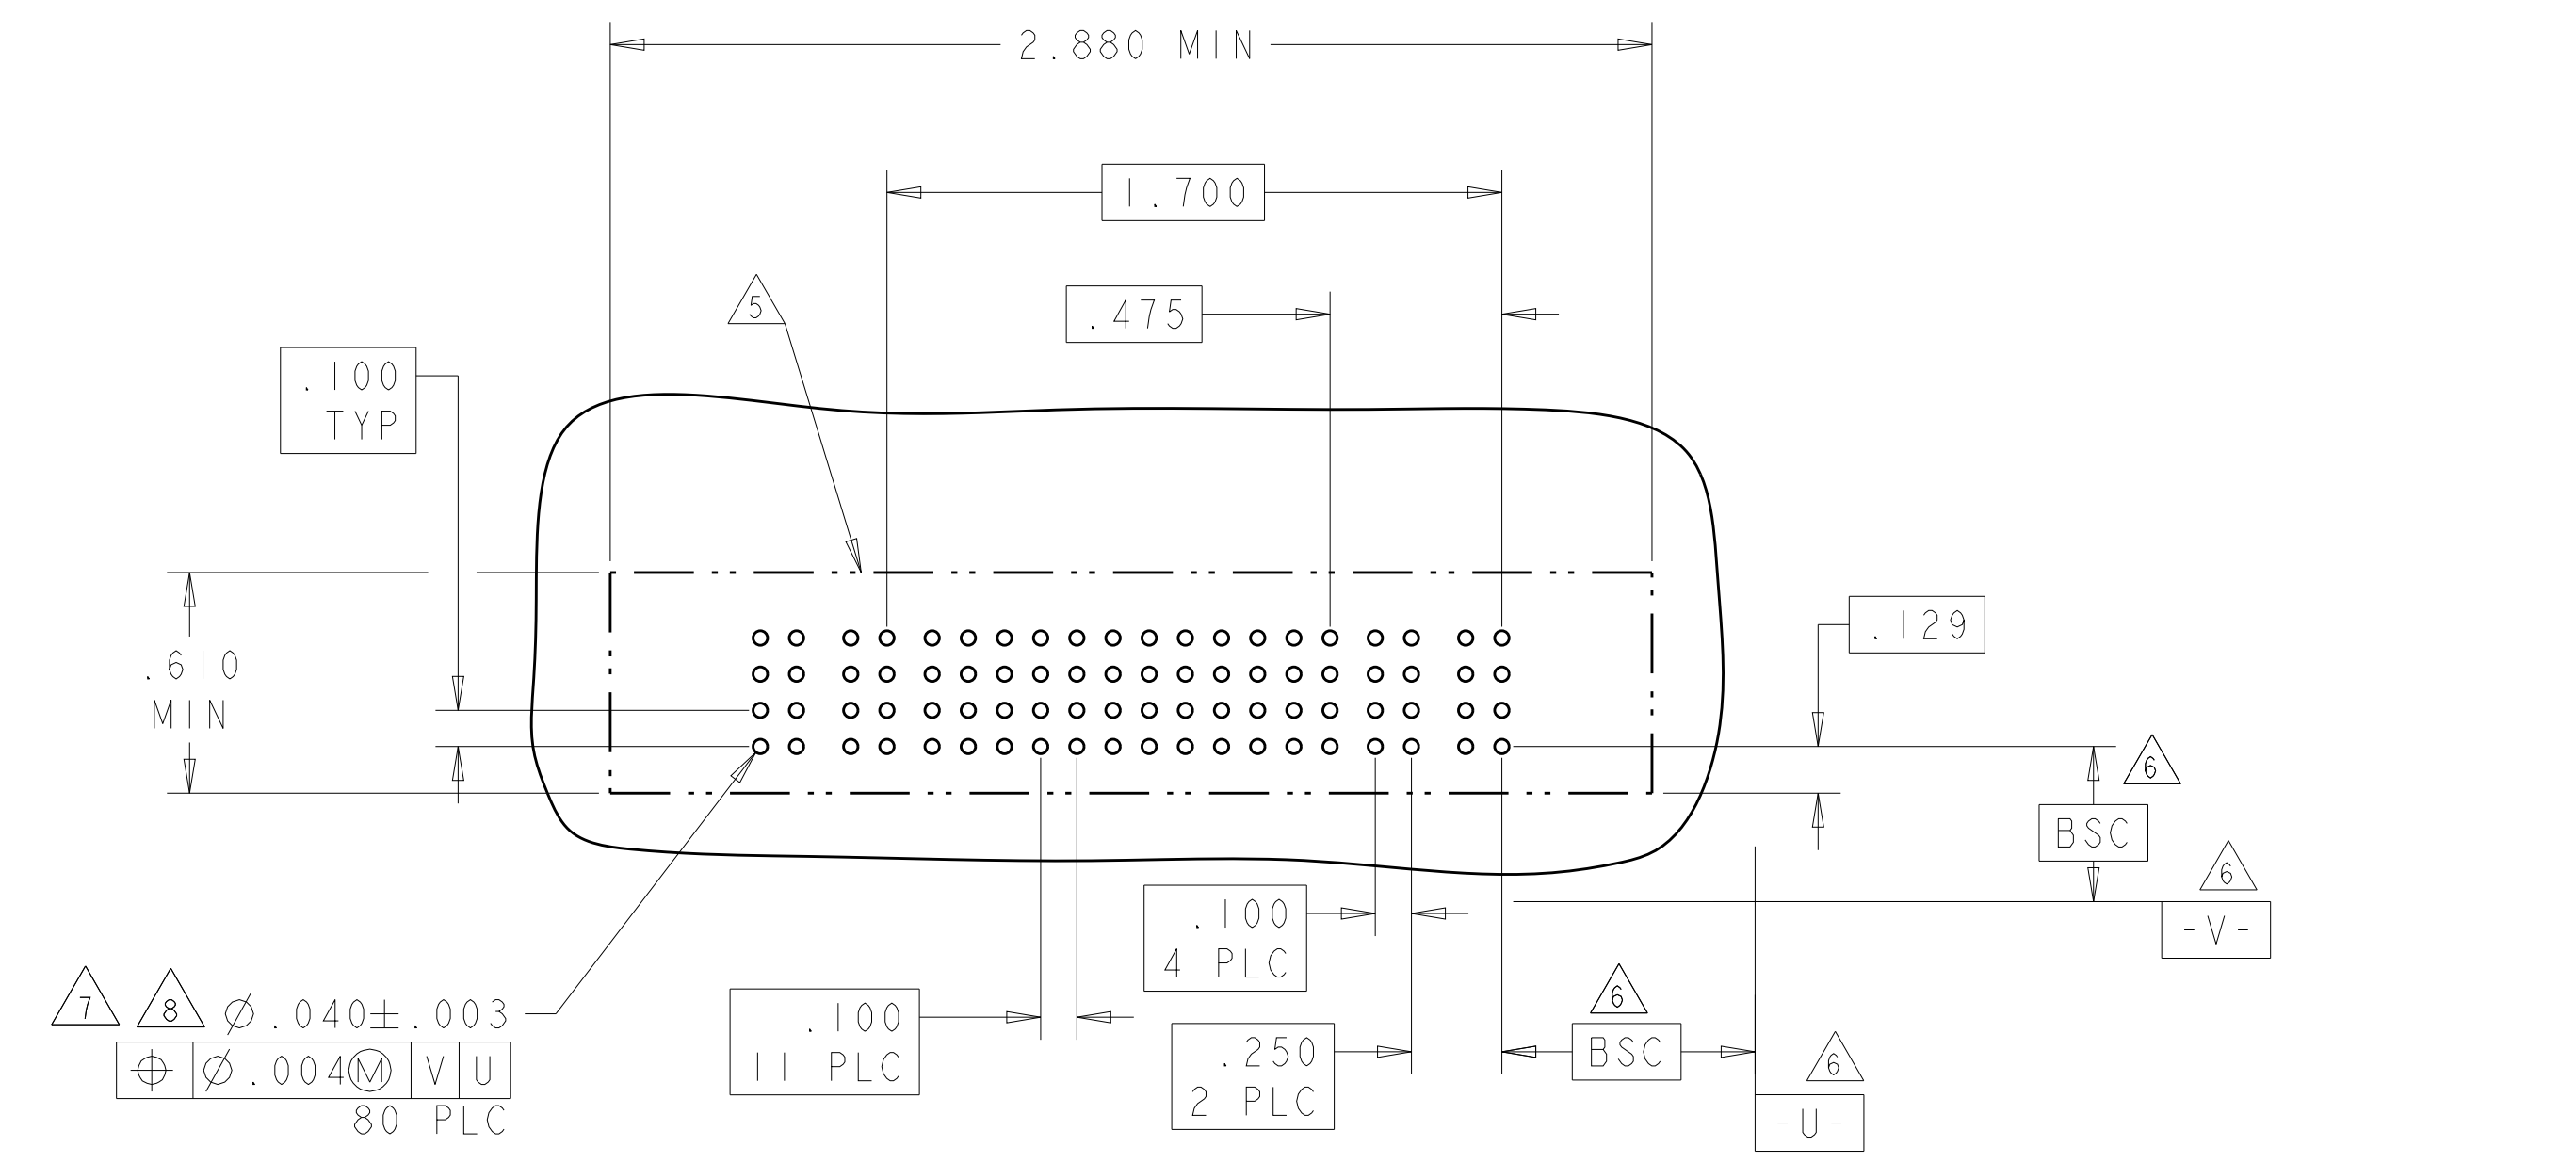 2.880 MIN
1.700
5
.475
.100
TYP
.129
.610
MIN
6
BSC
6
-V-
.100
4 PLC
6
7 8 Ø.040±.003
⌖ Ø.004Ⓜ V U
80 PLC
.100
11 PLC
.250
2 PLC
BSC
6
-U-